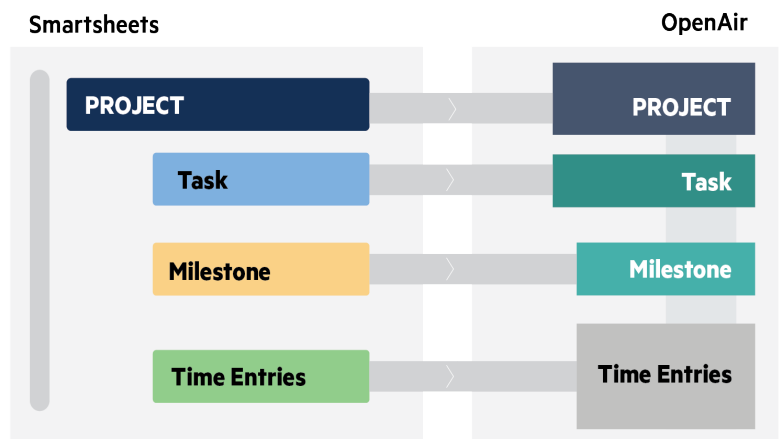 Smartsheets
OpenAir
PROJECT
PROJECT
Task
Task
Milestone
Milestone
Time Entries
Time Entries